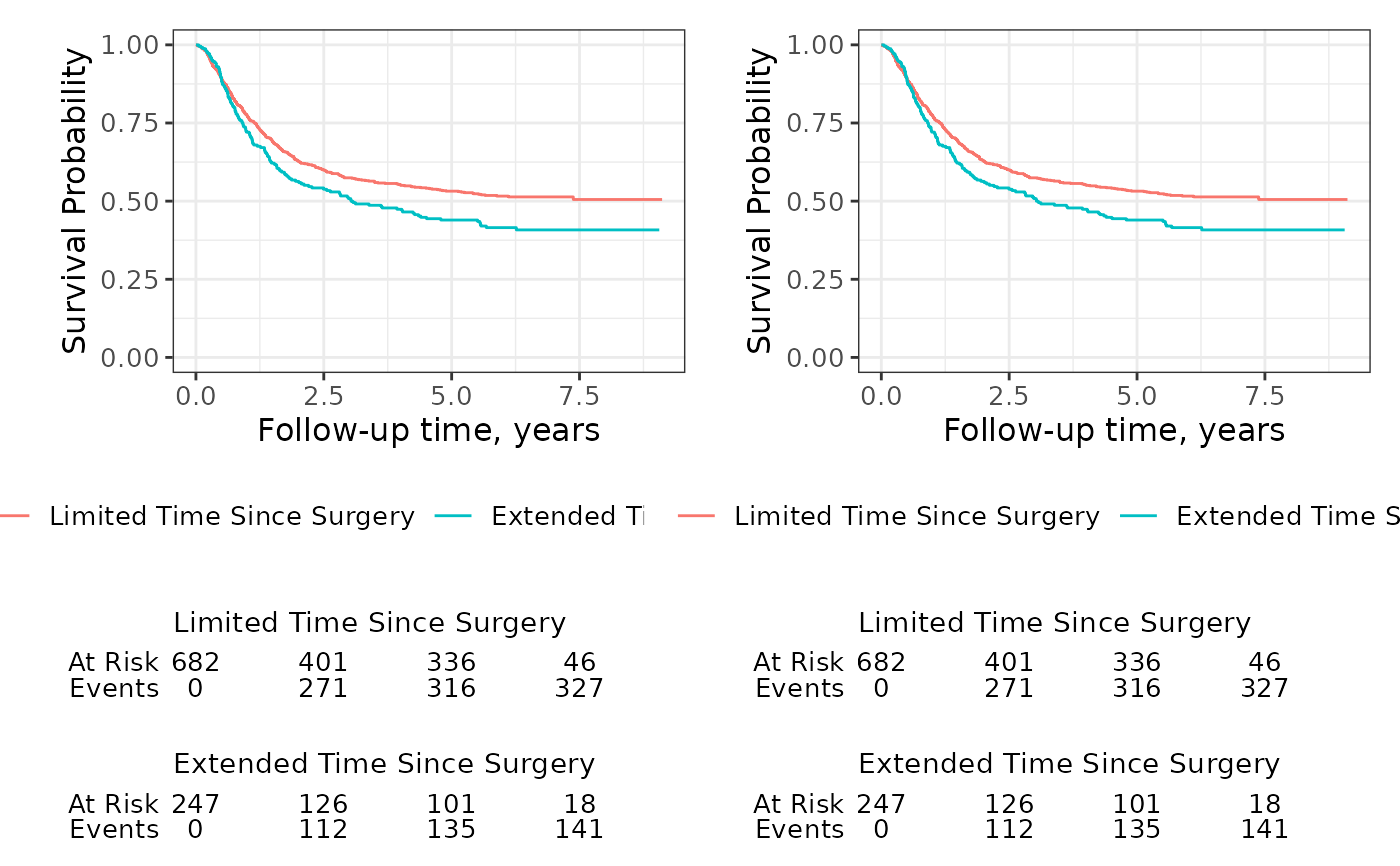 Survival Probability
1.00
0.75
0.50
0.25
0.00
0.0 2.5 5.0 7.5
Follow-up time, years
Limited Time Since Surgery Extended Ti
Limited Time Since Surgery
At Risk 682 401 336 46
Events 0 271 316 327
Extended Time Since Surgery
At Risk 247 126 101 18
Events 0 112 135 141
Survival Probability
1.00
0.75
0.50
0.25
0.00
0.0 2.5 5.0 7.5
Follow-up time, years
Limited Time Since Surgery Extended Time S
Limited Time Since Surgery
At Risk 682 401 336 46
Events 0 271 316 327
Extended Time Since Surgery
At Risk 247 126 101 18
Events 0 112 135 141